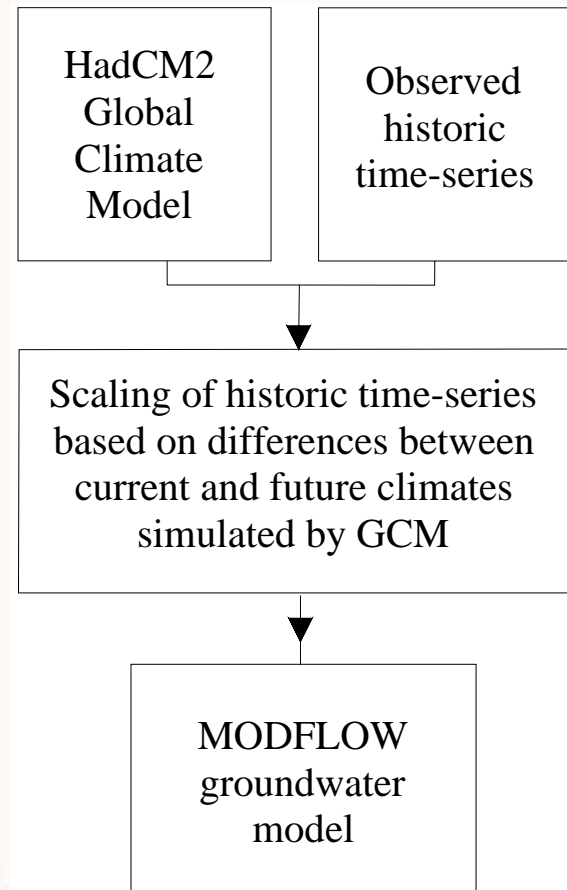 HadCM2
Global
Climate
Model
Observed
historic
time-series
Scaling of historic time-series
based on differences between
current and future climates
simulated by GCM
MODFLOW
groundwater
model